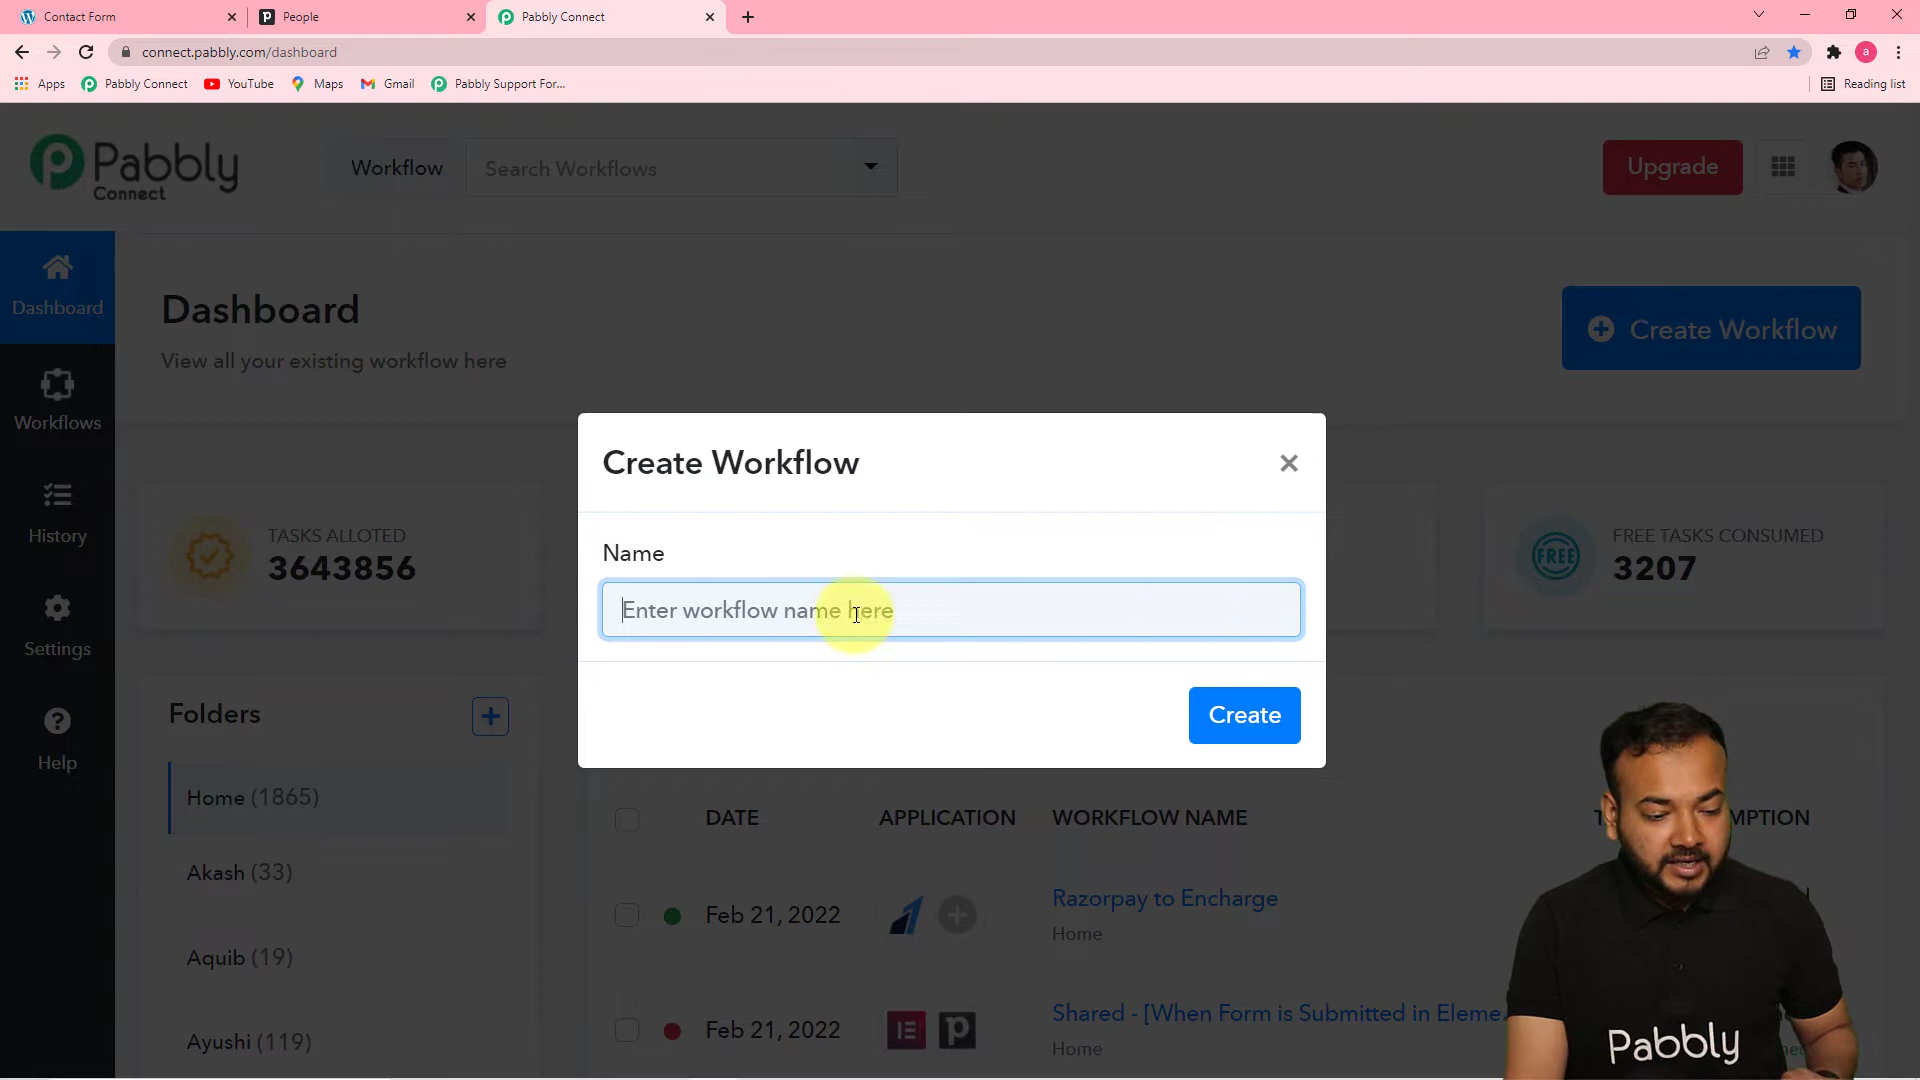 Contact Form
People
Pabbly Connect
connect.pabbly.com/dashboard
a
Apps
Pabbly Connect
YouTube
Maps
Gmail
Pabbly Support For...
Reading list
Pabbly
Connect
Workflow
Search Workflows
Upgrade
Dashboard
Workflows
History
Settings
Help
Dashboard
View all your existing workflow here
Create Workflow
TASKS ALLOTED
3643856
FREE
FREE TASKS CONSUMED
3207
Create Workflow
Name
Enter workflow name here
Create
Folders
Home (1865)
Akash (33)
Aquib (19)
Ayushi (119)
DATE
APPLICATION
WORKFLOW NAME
Feb 21, 2022
Razorpay to Encharge
Home
Feb 21, 2022
Shared - [When Form is Submitted in Eleme...
Home
Pabbly